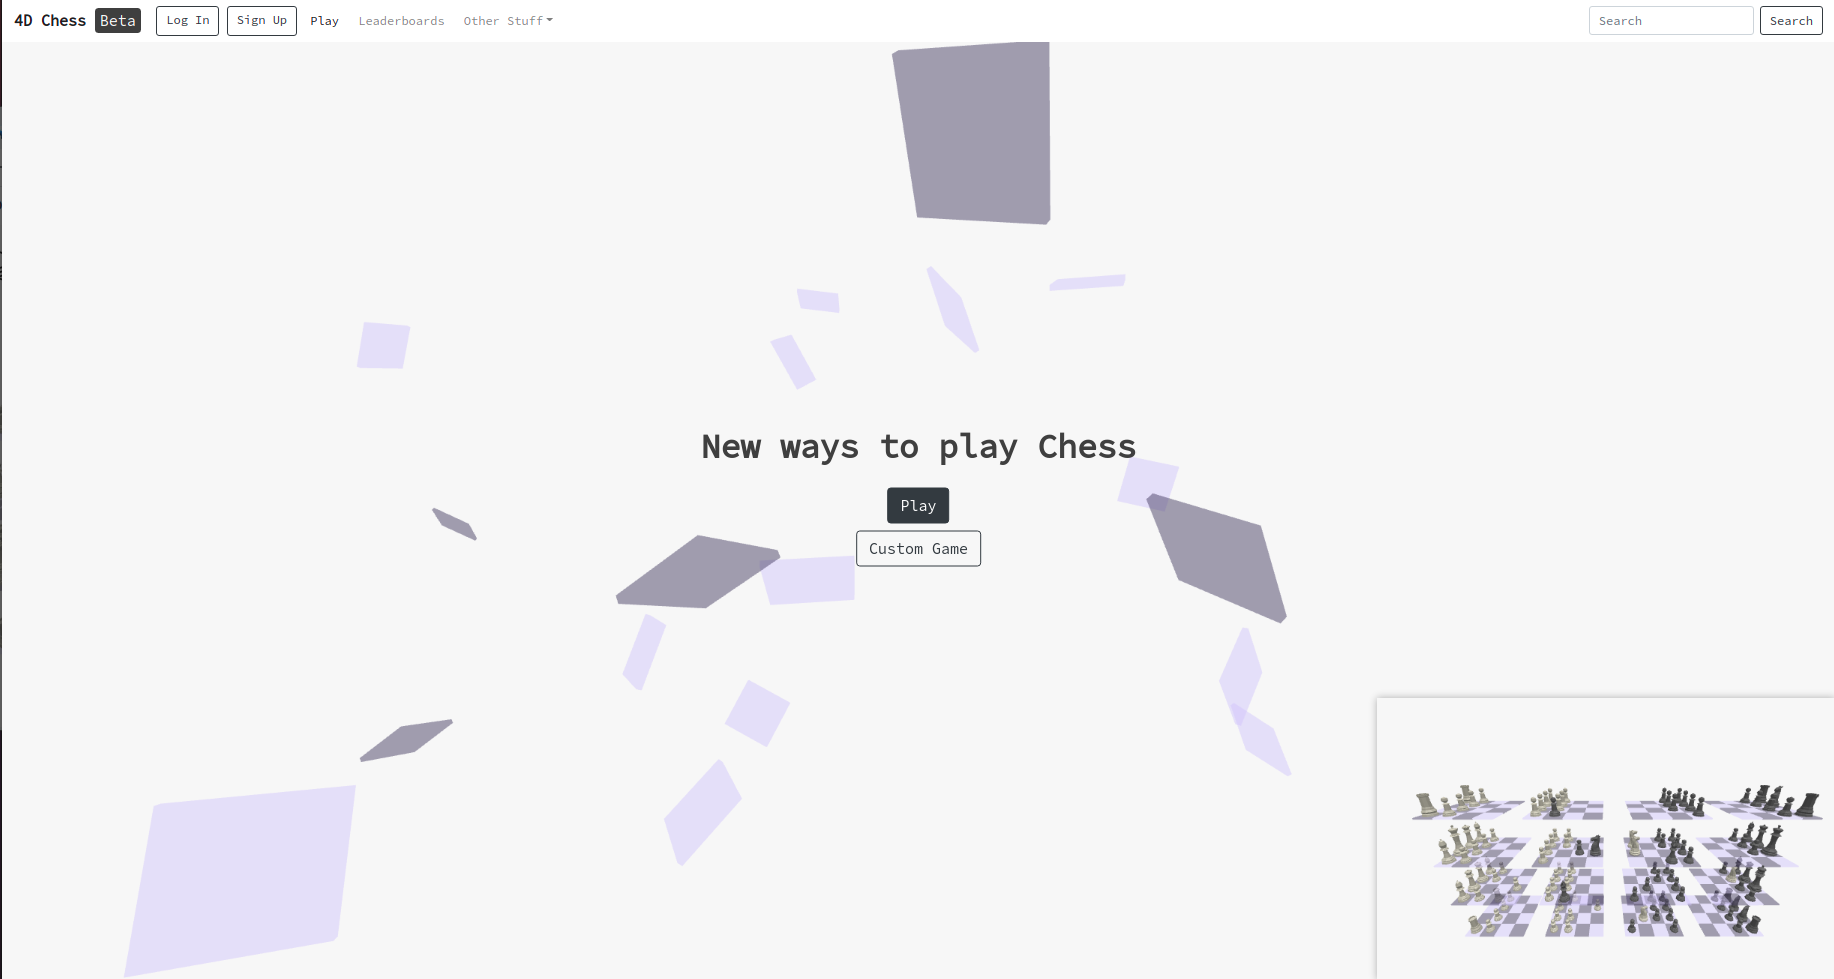 4D Chess Beta Log In Sign Up Play Leaderboards Other Stuff Search Search
New ways to play Chess
Play
Custom Game